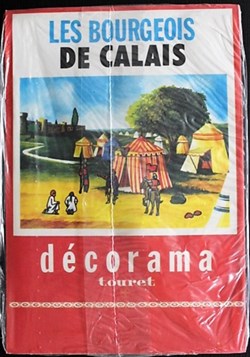 LES BOURGEOIS
DE CALAIS
décorama
touret